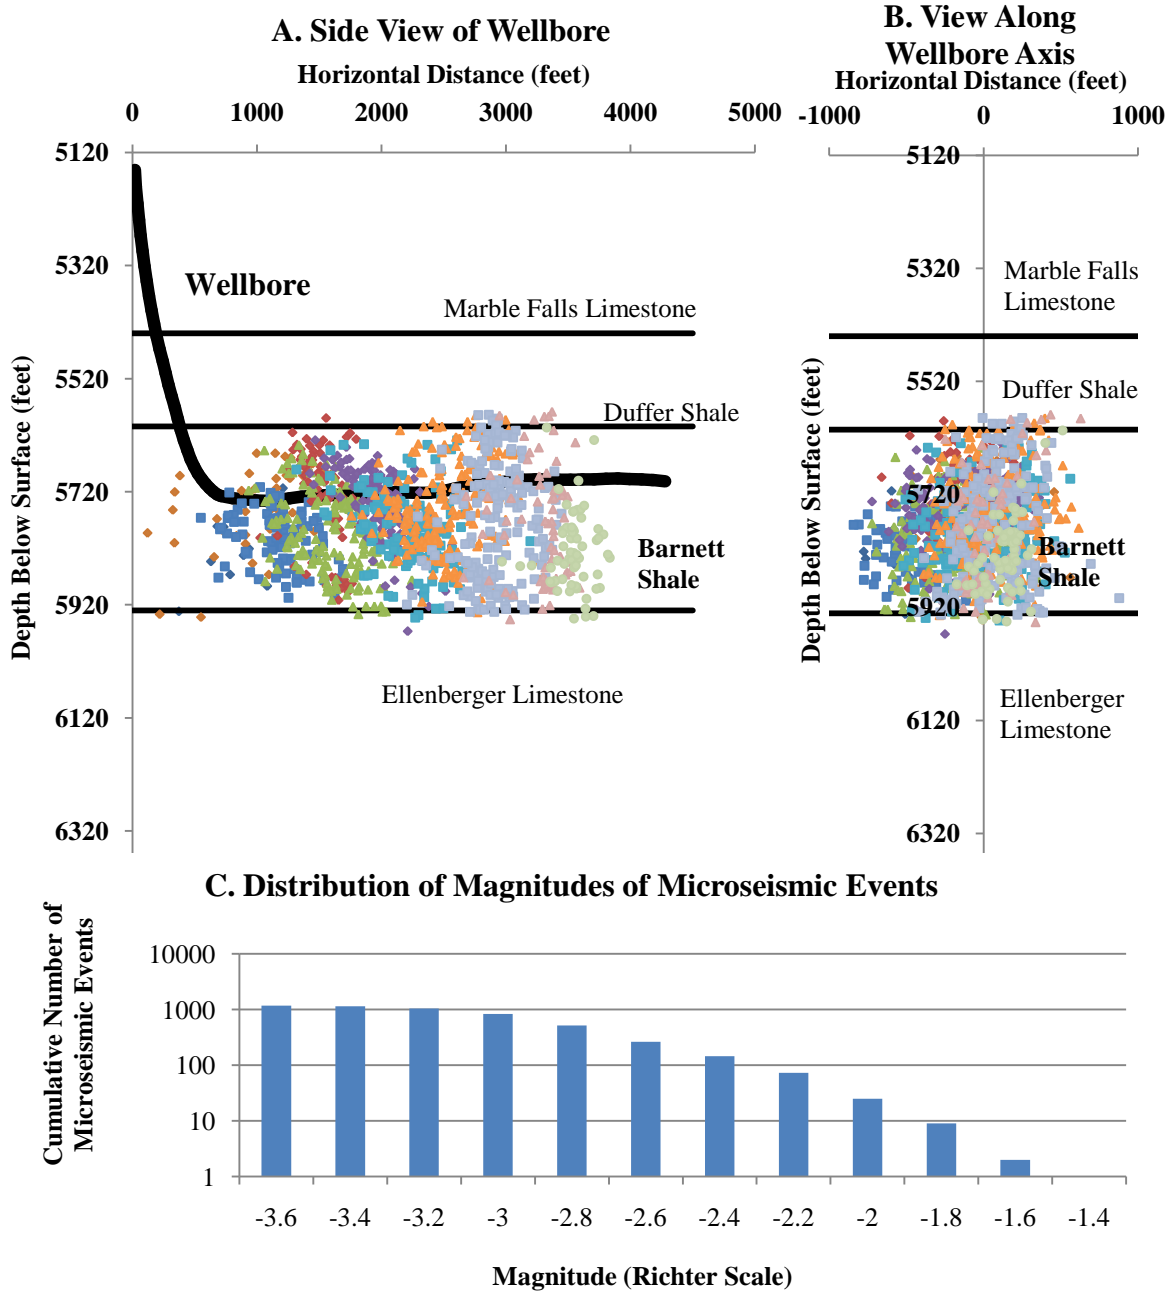 A. Side View of Wellbore
Horizontal Distance (feet)
0 1000 2000 3000 4000 5000
5120
5320
5520
5720
5920
6120
6320
Depth Below Surface (feet)
Wellbore
Marble Falls Limestone
Duffer Shale
Barnett
Shale
Ellenberger Limestone
B. View Along
Wellbore Axis
Horizontal Distance (feet)
-1000 0 1000
5120
5320
5520
5720
5920
6120
6320
Depth Below Surface (feet)
Marble Falls
Limestone
Duffer Shale
Barnett
Shale
Ellenberger
Limestone
C. Distribution of Magnitudes of Microseismic Events
Cumulative Number of
Microseismic Events
10000
1000
100
10
1
-3.6 -3.4 -3.2 -3 -2.8 -2.6 -2.4 -2.2 -2 -1.8 -1.6 -1.4
Magnitude (Richter Scale)